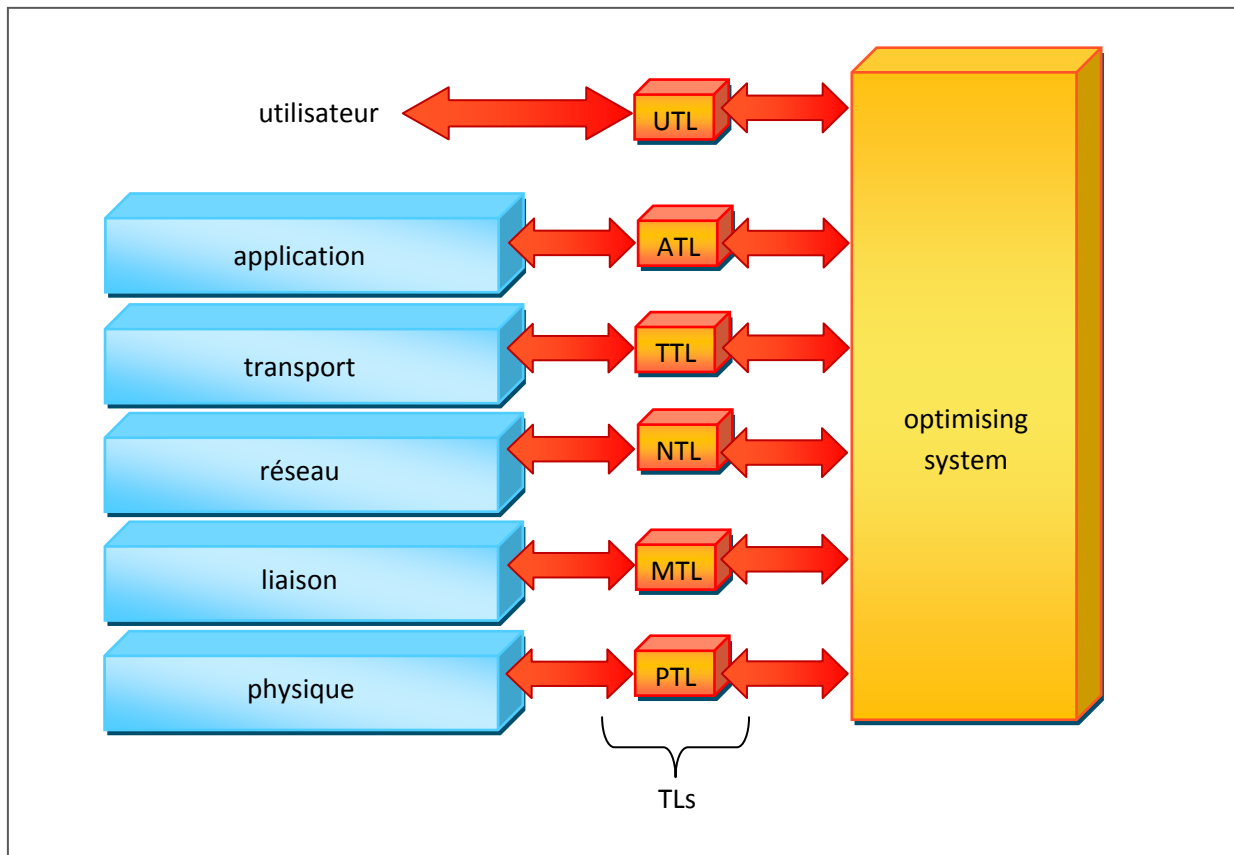 utilisateur
UTL
application
ATL
transport
TTL
réseau
NTL
optimising
system
liaison
MTL
physique
PTL
TLs